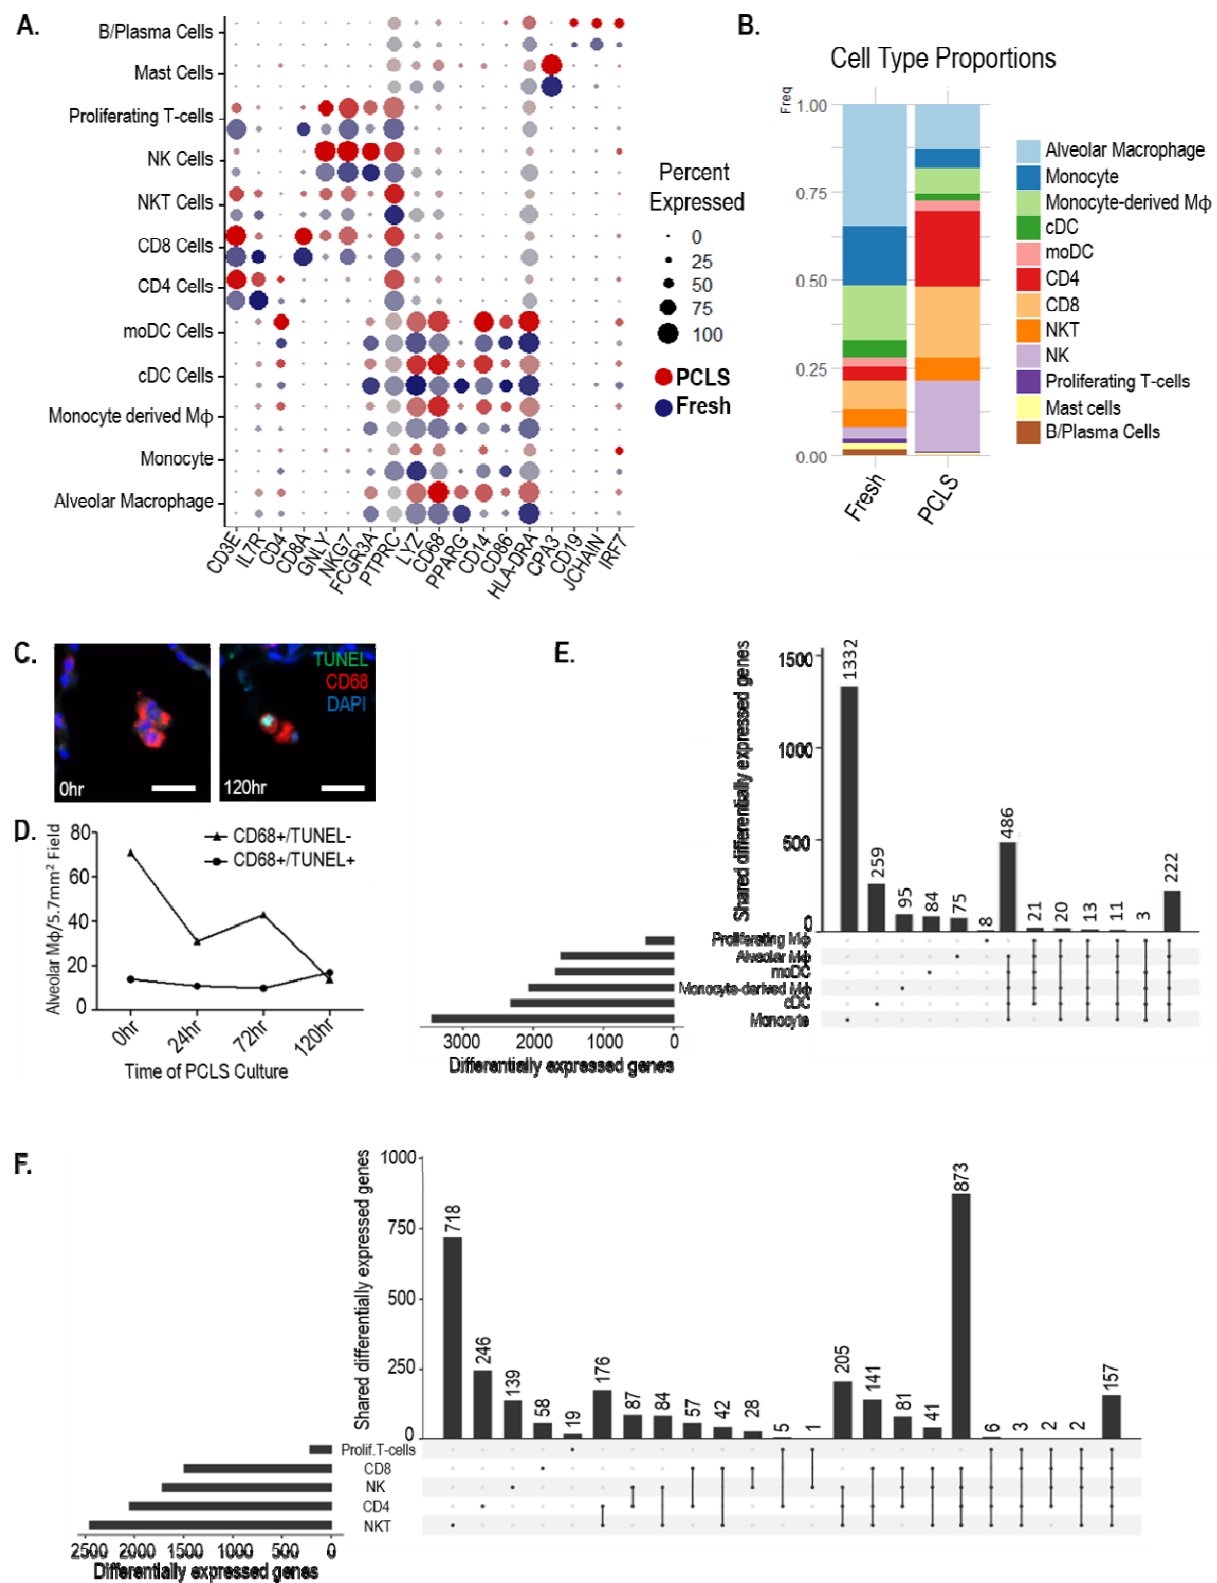 A.
B/Plasma Cells
Mast Cells
Proliferating T-cells
NK Cells
NKT Cells
CD8 Cells
CD4 Cells
moDC Cells
cDC Cells
Monocyte derived Mϕ
Monocyte
Alveolar Macrophage
CD3E
IL7R
CD4
CD8A
GNLY
NKG7
FCGR3A
PTPRC
LYZ
CD68
PPARG
CD14
CD86
HLA-DRA
CPA3
CD19
JCHAIN
IRF7
Percent
Expressed
0
25
50
75
100
PCLS
Fresh
B.
Cell Type Proportions
Freq
1.00
0.75
0.50
0.25
0.00
Fresh
PCLS
Alveolar Macrophage
Monocyte
Monocyte-derived Mϕ
cDC
moDC
CD4
CD8
NKT
NK
Proliferating T-cells
Mast cells
B/Plasma Cells
C.
0hr
TUNEL
CD68
DAPI
120hr
D.
Alveolar Mϕ/5.7mm⁻² Field
80
60
40
20
0
CD68+/TUNEL-
CD68+/TUNEL+
0hr
24hr
72hr
120hr
Time of PCLS Culture
E.
Shared differentially expressed genes
1500
1000
500
0
1332
259
95
84
75
8
486
21
20
13
11
3
222
Proliferating Mϕ
Alveolar Mϕ
moDC
Monocyte-derived Mϕ
cDC
Monocyte
3000
2000
1000
0
Differentially expressed genes
F.
Shared differentially expressed genes
1000
750
500
250
0
718
246
139
58
19
176
87
84
57
42
28
5
1
205
141
81
41
873
6
3
2
2
157
Prolif.T-cells
CD8
NK
CD4
NKT
2500
2000
1500
1000
500
0
Differentially expressed genes